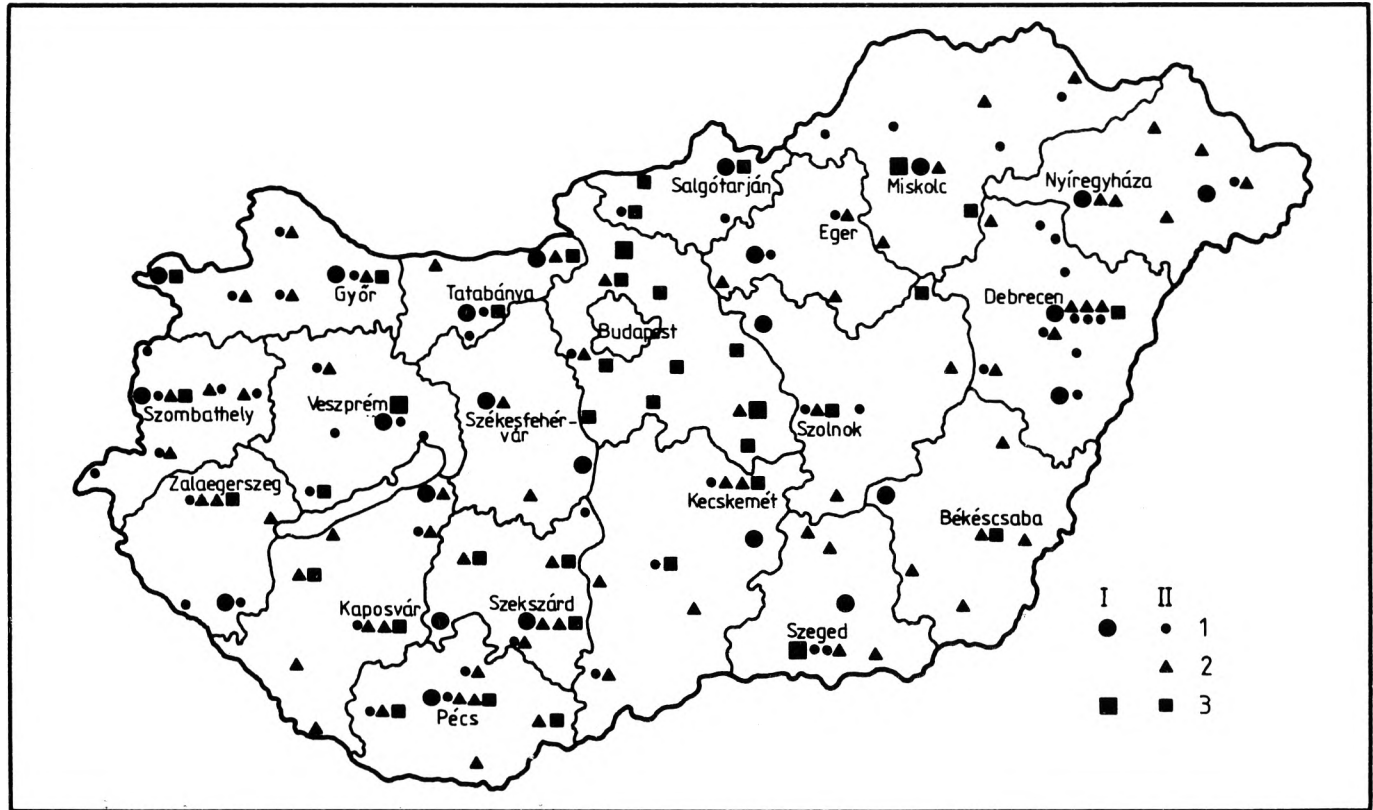 Salgótarján
Miskolc
Nyíregyháza
Eger
Győr
Tatabánya
Debrecen
Budapest
Szombathely
Veszprém
Székesfehér-
vár
Szolnok
Zalaegerszeg
Kecskemét
Békéscsaba
Kaposvár
Szekszárd
Szeged
Pécs
I II
1
2
3